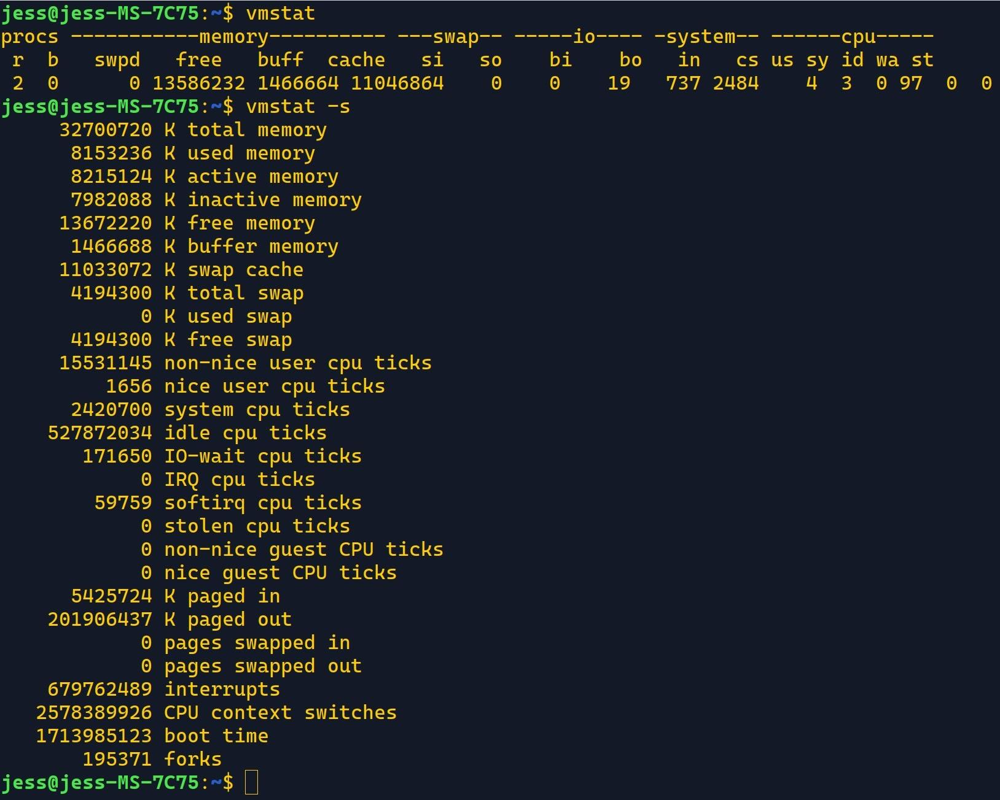 jess@jess-MS-7C75:~$ vmstat
procs -----------memory---------- ---swap-- -----io---- -system-- ------cpu-----
 r  b   swpd   free   buff  cache   si   so    bi    bo   in   cs us sy id wa st
 2  0      0 13586232 1466664 11046864    0    0    19   737 2484    4  3  0 97  0  0
jess@jess-MS-7C75:~$ vmstat -s
     32700720 K total memory
      8153236 K used memory
      8215124 K active memory
      7982088 K inactive memory
     13672220 K free memory
      1466688 K buffer memory
     11033072 K swap cache
      4194300 K total swap
            0 K used swap
      4194300 K free swap
     15531145 non-nice user cpu ticks
         1656 nice user cpu ticks
      2420700 system cpu ticks
    527872034 idle cpu ticks
       171650 IO-wait cpu ticks
            0 IRQ cpu ticks
        59759 softirq cpu ticks
            0 stolen cpu ticks
            0 non-nice guest CPU ticks
            0 nice guest CPU ticks
      5425724 K paged in
    201906437 K paged out
            0 pages swapped in
            0 pages swapped out
    679762489 interrupts
   2578389926 CPU context switches
   1713985123 boot time
       195371 forks
jess@jess-MS-7C75:~$